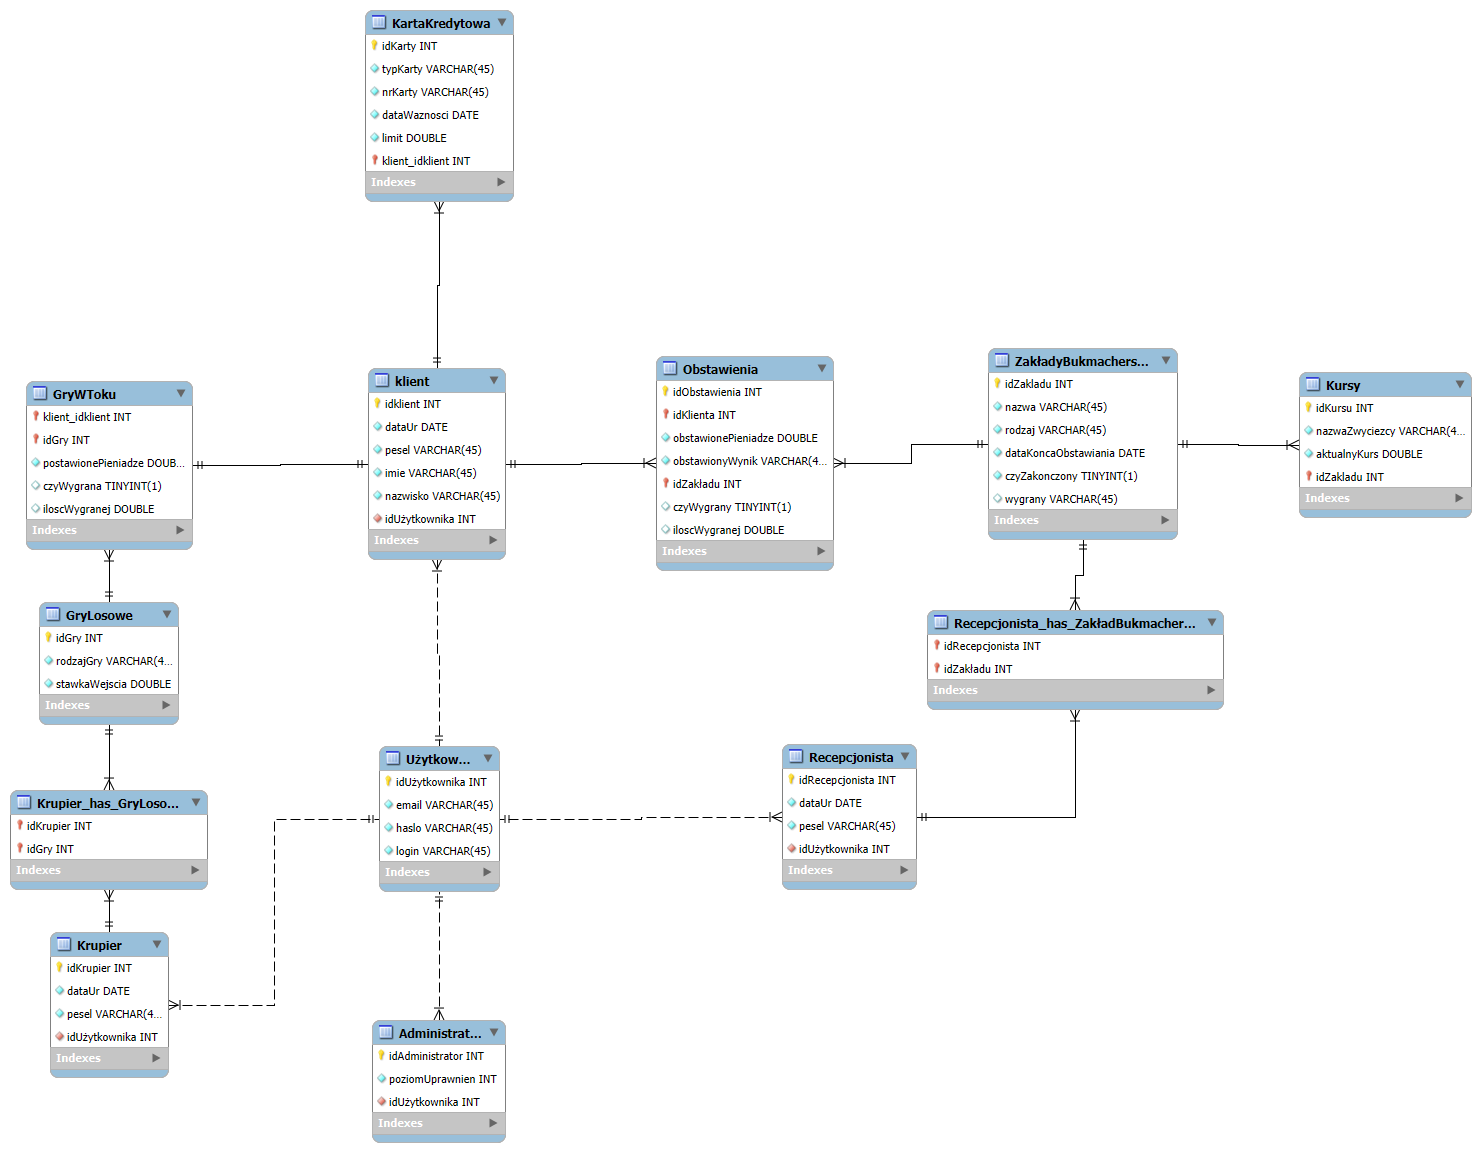 KartaKredytowa
idKarty INT
typKarty VARCHAR(45)
nrKarty VARCHAR(45)
dataWaznosci DATE
limit DOUBLE
klient_idklient INT
Indexes
GryWToku
klient_idklient INT
idGry INT
postawionePieniadze DOUB...
czyWygrana TINYINT(1)
iloscWygranej DOUBLE
Indexes
klient
idklient INT
dataUr DATE
pesel VARCHAR(45)
imie VARCHAR(45)
nazwisko VARCHAR(45)
idUżytkownika INT
Indexes
Obstawienia
idObstawienia INT
idKlienta INT
obstawionePieniadze DOUBLE
obstawionyWynik VARCHAR(4...
idZakładu INT
czyWygrany TINYINT(1)
iloscWygranej DOUBLE
Indexes
ZakładyBukmachers...
idZakladu INT
nazwa VARCHAR(45)
rodzaj VARCHAR(45)
dataKoncaObstawiania DATE
czyZakonczony TINYINT(1)
wygrany VARCHAR(45)
Indexes
Kursy
idKursu INT
nazwaZwyciezcy VARCHAR(4...
aktualnyKurs DOUBLE
idZakladu INT
Indexes
GryLosowe
idGry INT
rodzajGry VARCHAR(4...
stawkaWejscia DOUBLE
Indexes
Recepcjonista_has_ZakładBukmacher...
idRecepcjonista INT
idZakładu INT
Indexes
Krupier_has_GryLoso...
idKrupier INT
idGry INT
Indexes
Użytkow...
idUżytkownika INT
email VARCHAR(45)
haslo VARCHAR(45)
login VARCHAR(45)
Indexes
Recepcjonista
idRecepcjonista INT
dataUr DATE
pesel VARCHAR(45)
idUżytkownika INT
Indexes
Krupier
idKrupier INT
dataUr DATE
pesel VARCHAR(4...
idUżytkownika INT
Indexes
Administrat...
idAdministrator INT
poziomUprawnien INT
idUżytkownika INT
Indexes